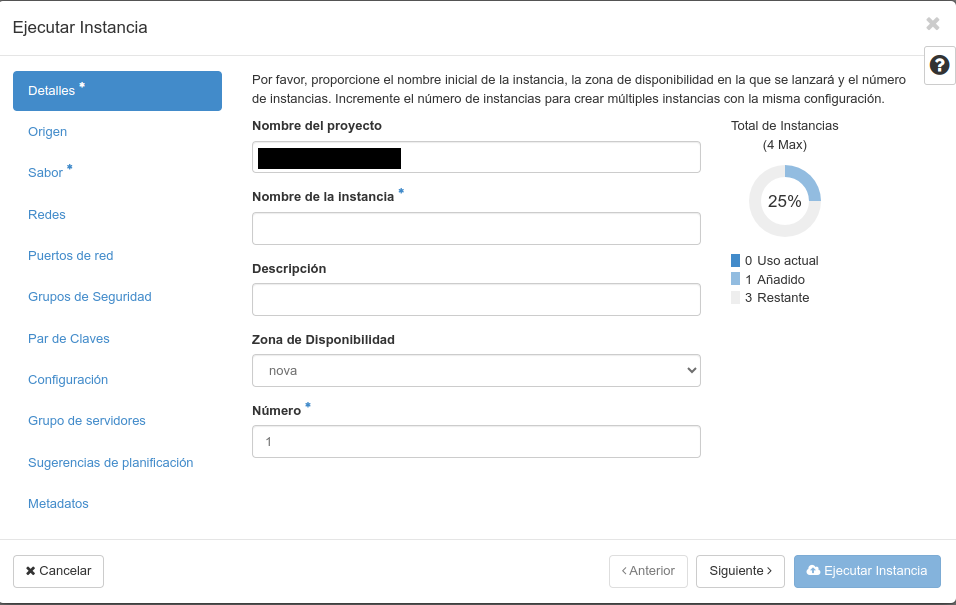 Ejecutar Instancia
Detalles *
Origen
Sabor *
Redes
Puertos de red
Grupos de Seguridad
Par de Claves
Configuración
Grupo de servidores
Sugerencias de planificación
Metadatos
Por favor, proporcione el nombre inicial de la instancia, la zona de disponibilidad en la que se lanzará y el número
de instancias. Incremente el número de instancias para crear múltiples instancias con la misma configuración.
Nombre del proyecto
Nombre de la instancia *
Descripción
Zona de Disponibilidad
nova
Número *
1
Total de Instancias
(4 Max)
25%
0 Uso actual
1 Añadido
3 Restante
Cancelar
Anterior
Siguiente
Ejecutar Instancia